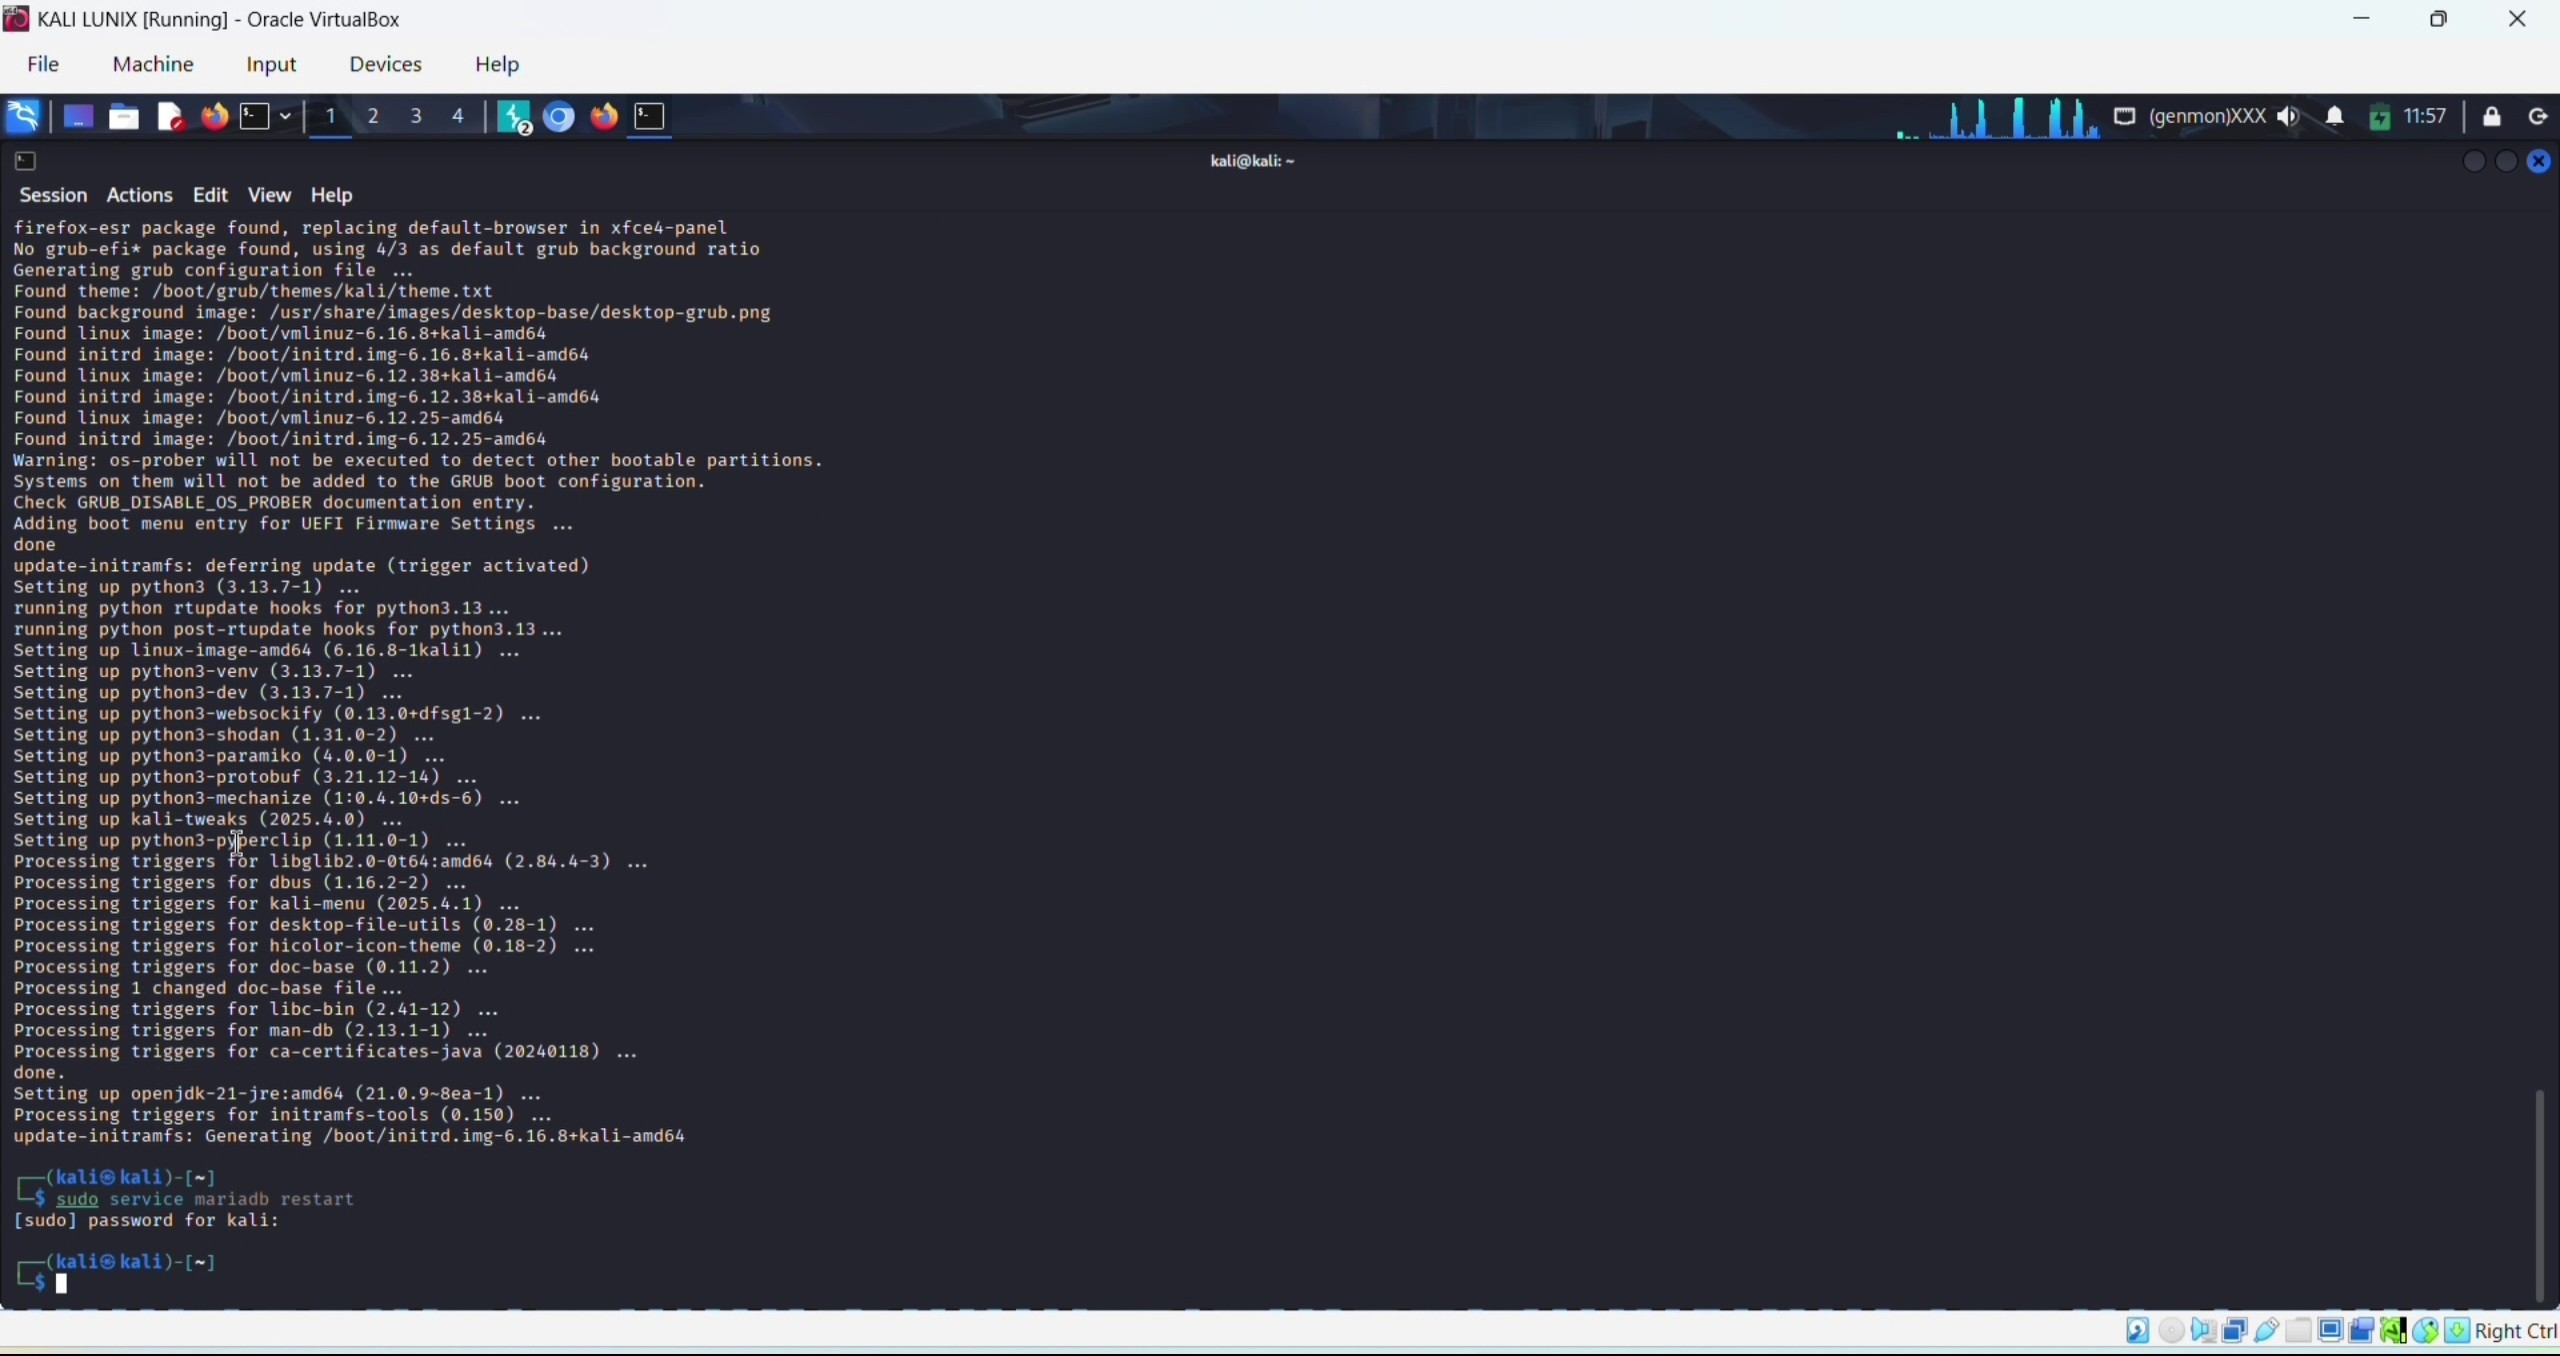 KALI LUNIX [Running] - Oracle VirtualBox
File Machine Input Devices Help
1 2 3 4 2 (genmon)XXX 11:57
kali@kali: ~
Session Actions Edit View Help
firefox-esr package found, replacing default-browser in xfce4-panel
No grub-efi* package found, using 4/3 as default grub background ratio
Generating grub configuration file ...
Found theme: /boot/grub/themes/kali/theme.txt
Found background image: /usr/share/images/desktop-base/desktop-grub.png
Found linux image: /boot/vmlinuz-6.16.8+kali-amd64
Found initrd image: /boot/initrd.img-6.16.8+kali-amd64
Found linux image: /boot/vmlinuz-6.12.38+kali-amd64
Found initrd image: /boot/initrd.img-6.12.38+kali-amd64
Found linux image: /boot/vmlinuz-6.12.25-amd64
Found initrd image: /boot/initrd.img-6.12.25-amd64
Warning: os-prober will not be executed to detect other bootable partitions.
Systems on them will not be added to the GRUB boot configuration.
Check GRUB_DISABLE_OS_PROBER documentation entry.
Adding boot menu entry for UEFI Firmware Settings ...
done
update-initramfs: deferring update (trigger activated)
Setting up python3 (3.13.7-1) ...
running python rtupdate hooks for python3.13...
running python post-rtupdate hooks for python3.13...
Setting up linux-image-amd64 (6.16.8-1kali1) ...
Setting up python3-venv (3.13.7-1) ...
Setting up python3-dev (3.13.7-1) ...
Setting up python3-websockify (0.13.0+dfsg1-2) ...
Setting up python3-shodan (1.31.0-2) ...
Setting up python3-paramiko (4.0.0-1) ...
Setting up python3-protobuf (3.21.12-14) ...
Setting up python3-mechanize (1:0.4.10+ds-6) ...
Setting up kali-tweaks (2025.4.0) ...
Setting up python3-pyperclip (1.11.0-1) ...
Processing triggers for libglib2.0-0t64:amd64 (2.84.4-3) ...
Processing triggers for dbus (1.16.2-2) ...
Processing triggers for kali-menu (2025.4.1) ...
Processing triggers for desktop-file-utils (0.28-1) ...
Processing triggers for hicolor-icon-theme (0.18-2) ...
Processing triggers for doc-base (0.11.2) ...
Processing 1 changed doc-base file...
Processing triggers for libc-bin (2.41-12) ...
Processing triggers for man-db (2.13.1-1) ...
Processing triggers for ca-certificates-java (20240118) ...
done.
Setting up openjdk-21-jre:amd64 (21.0.9~8ea-1) ...
Processing triggers for initramfs-tools (0.150) ...
update-initramfs: Generating /boot/initrd.img-6.16.8+kali-amd64
┌──(kali㉿kali)-[~]
└─$ sudo service mariadb restart
[sudo] password for kali:
┌──(kali㉿kali)-[~]
└─$
Right Ctrl